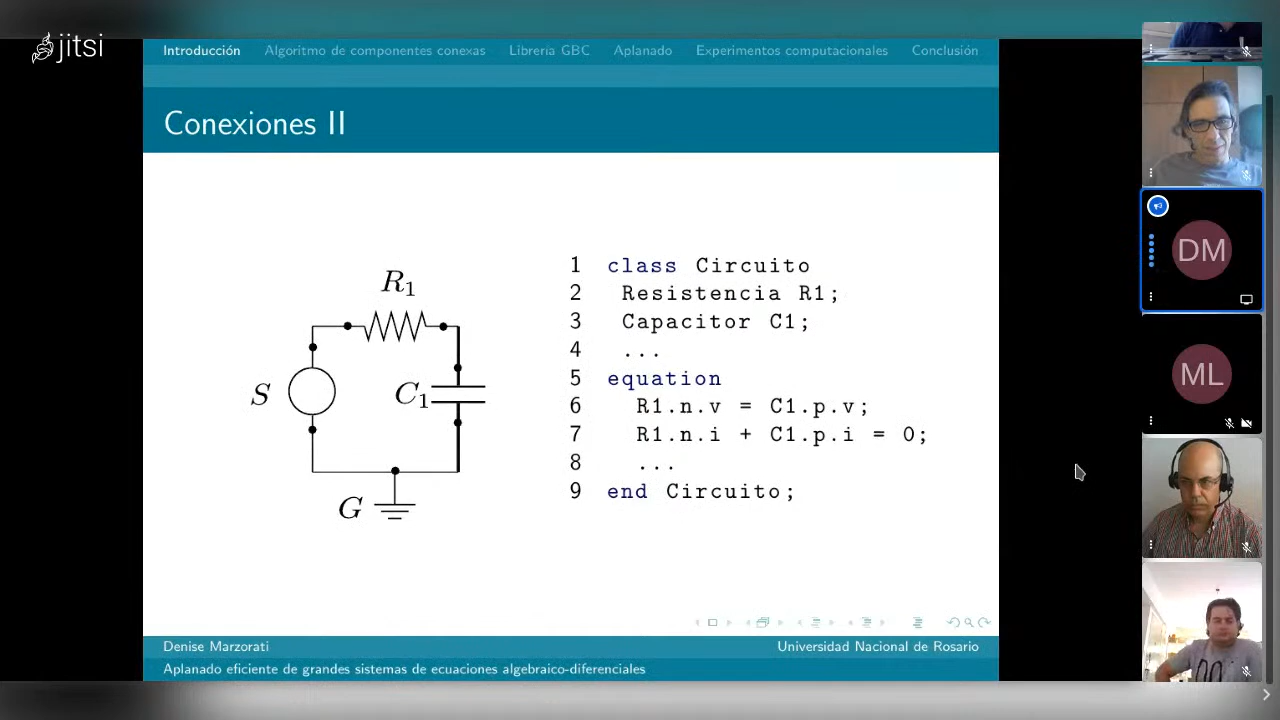 jitsi
Introducción Algoritmo de componentes conexas Librería GBC Aplanado Experimentos computacionales Conclusión
Conexiones II
R1
S
C1
G
1 class Circuito
2 Resistencia R1;
3 Capacitor C1;
4 ...
5 equation
6 R1.n.v = C1.p.v;
7 R1.n.i + C1.p.i = 0;
8 ...
9 end Circuito;
Denise Marzorati Universidad Nacional de Rosario
Aplanado eficiente de grandes sistemas de ecuaciones algebraico-diferenciales
DM
ML